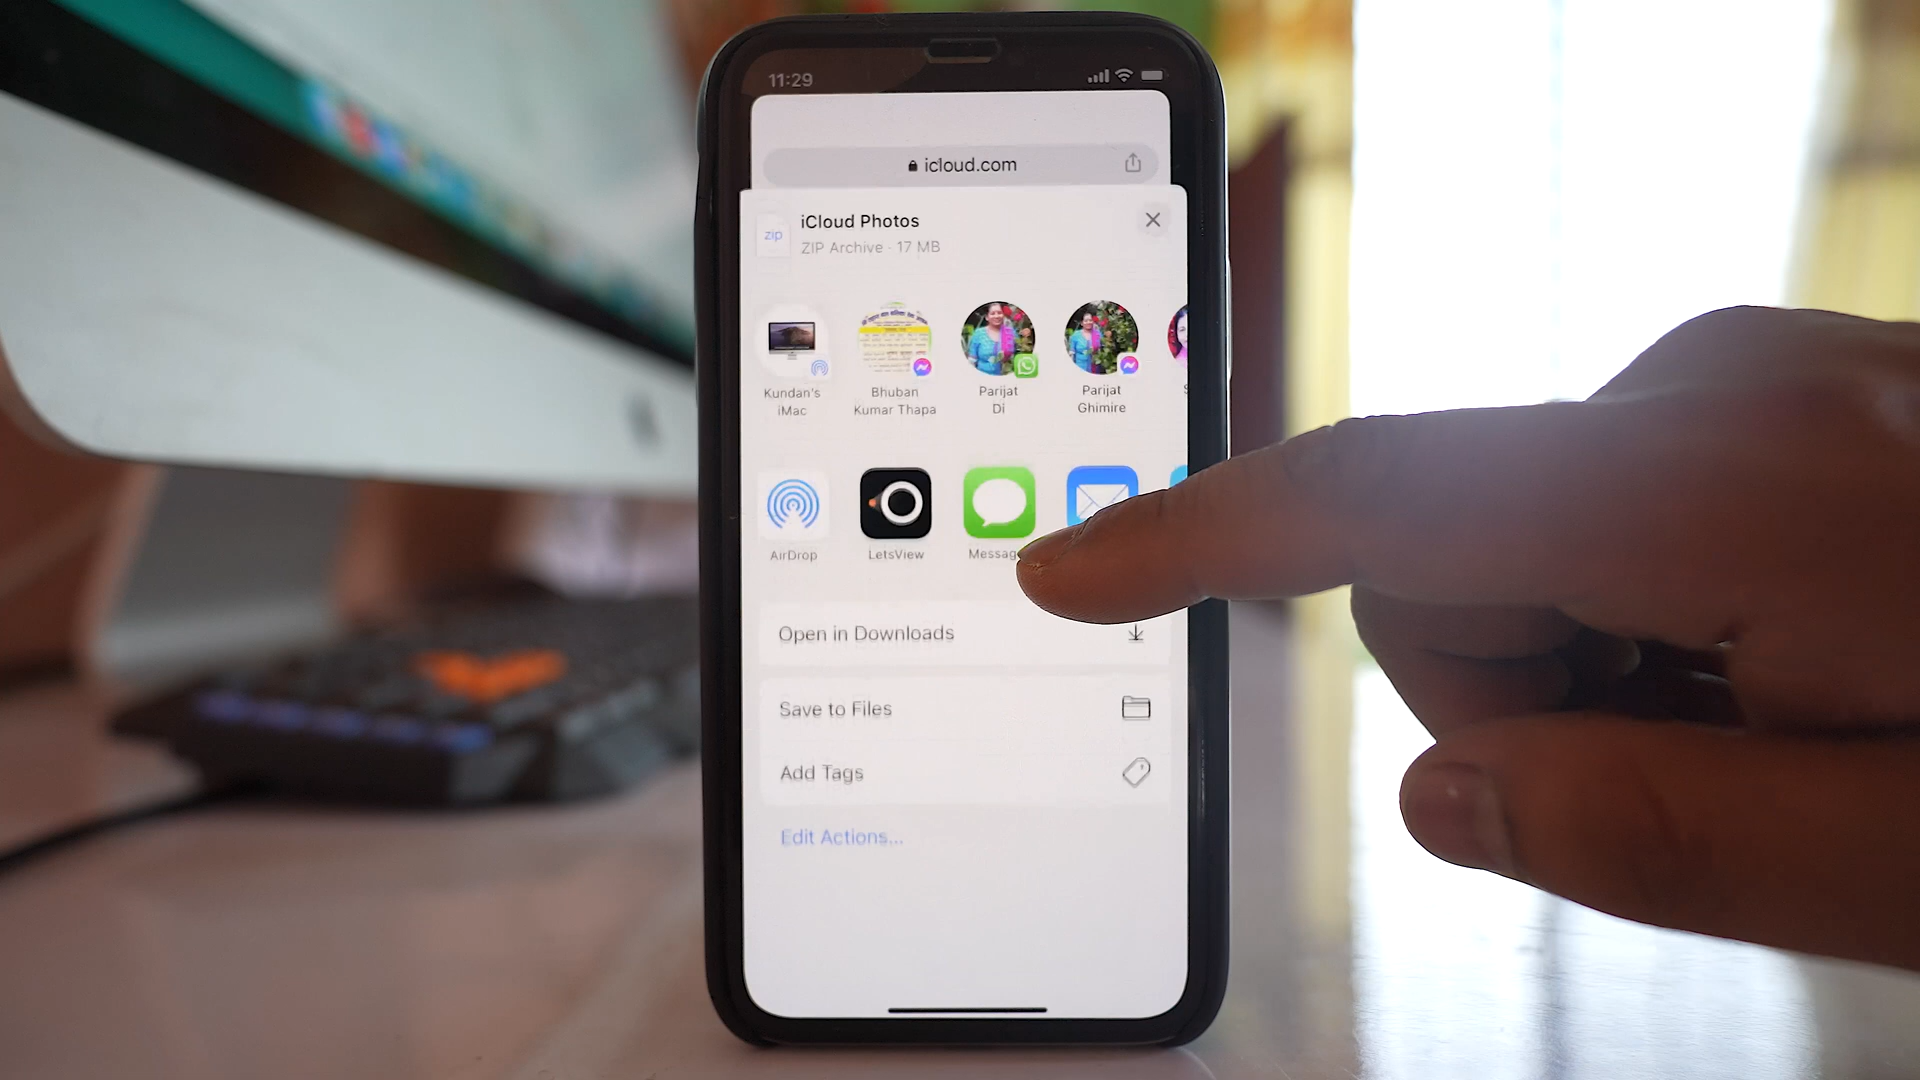 11:29
icloud.com
zip
iCloud Photos
ZIP Archive · 17 MB
Kundan's
iMac
Bhuban
Kumar Thapa
Parijat
Di
Parijat
Ghimire
AirDrop
LetsView
Messag
Open in Downloads
Save to Files
Add Tags
Edit Actions...